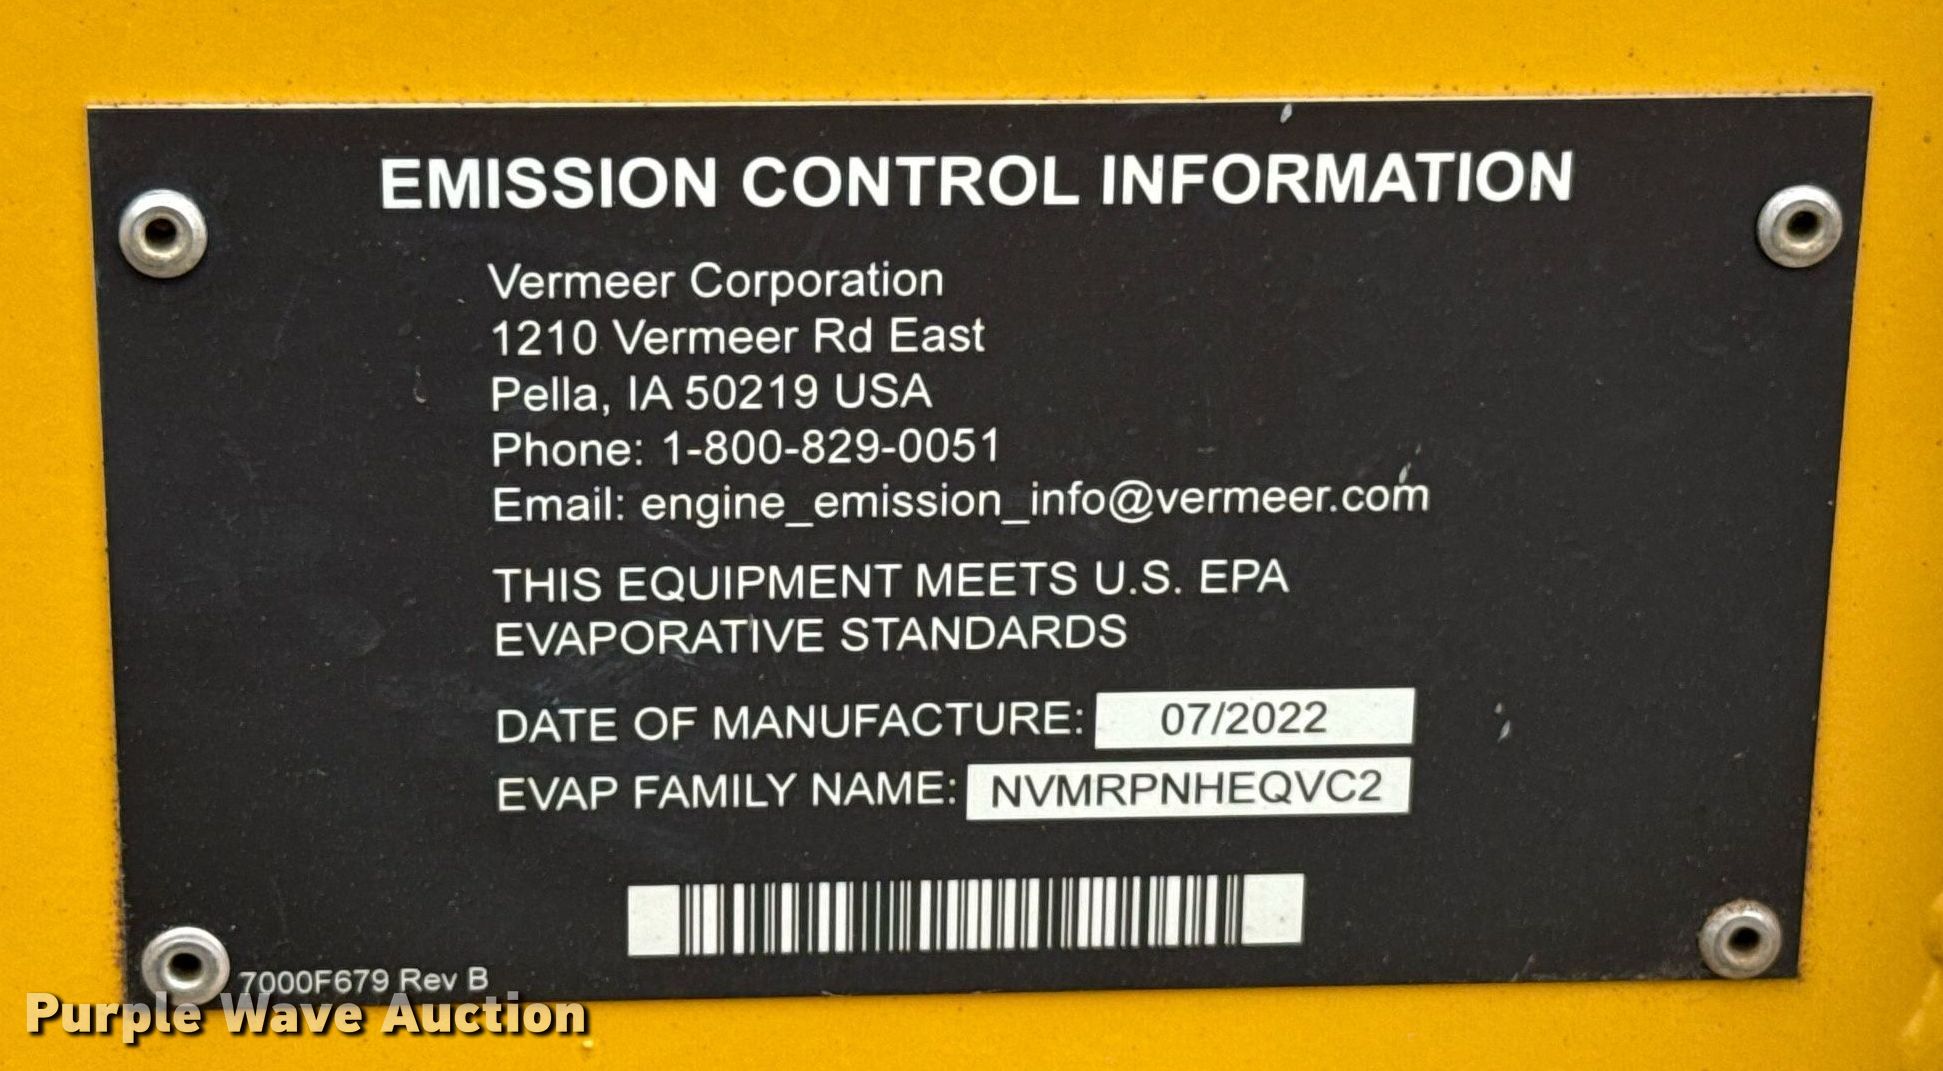 EMISSION CONTROL INFORMATION
Vermeer Corporation
1210 Vermeer Rd East
Pella, IA 50219 USA
Phone: 1-800-829-0051
Email: engine_emission_info@vermeer.com
THIS EQUIPMENT MEETS U.S. EPA
EVAPORATIVE STANDARDS
DATE OF MANUFACTURE: 07/2022
EVAP FAMILY NAME: NVMRPNHEQVC2
7000F679 Rev B
Purple Wave Auction